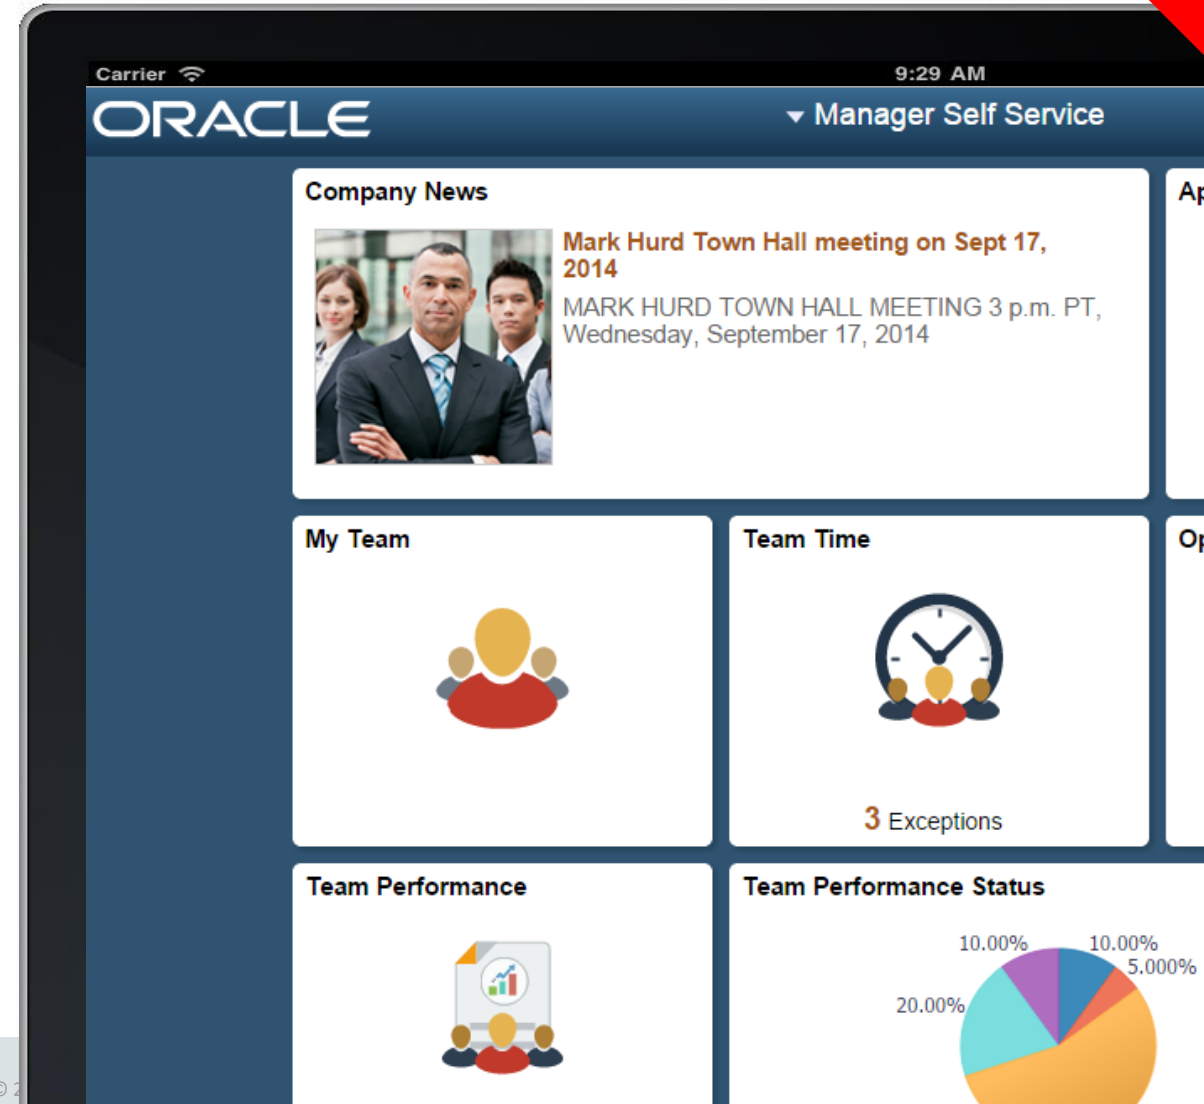 Carrier
9:29 AM
ORACLE
Manager Self Service
Company News
Mark Hurd Town Hall meeting on Sept 17,
2014
MARK HURD TOWN HALL MEETING 3 p.m. PT,
Wednesday, September 17, 2014
My Team
Team Time
3 Exceptions
Team Performance
Team Performance Status
10.00%
10.00%
5.000%
20.00%